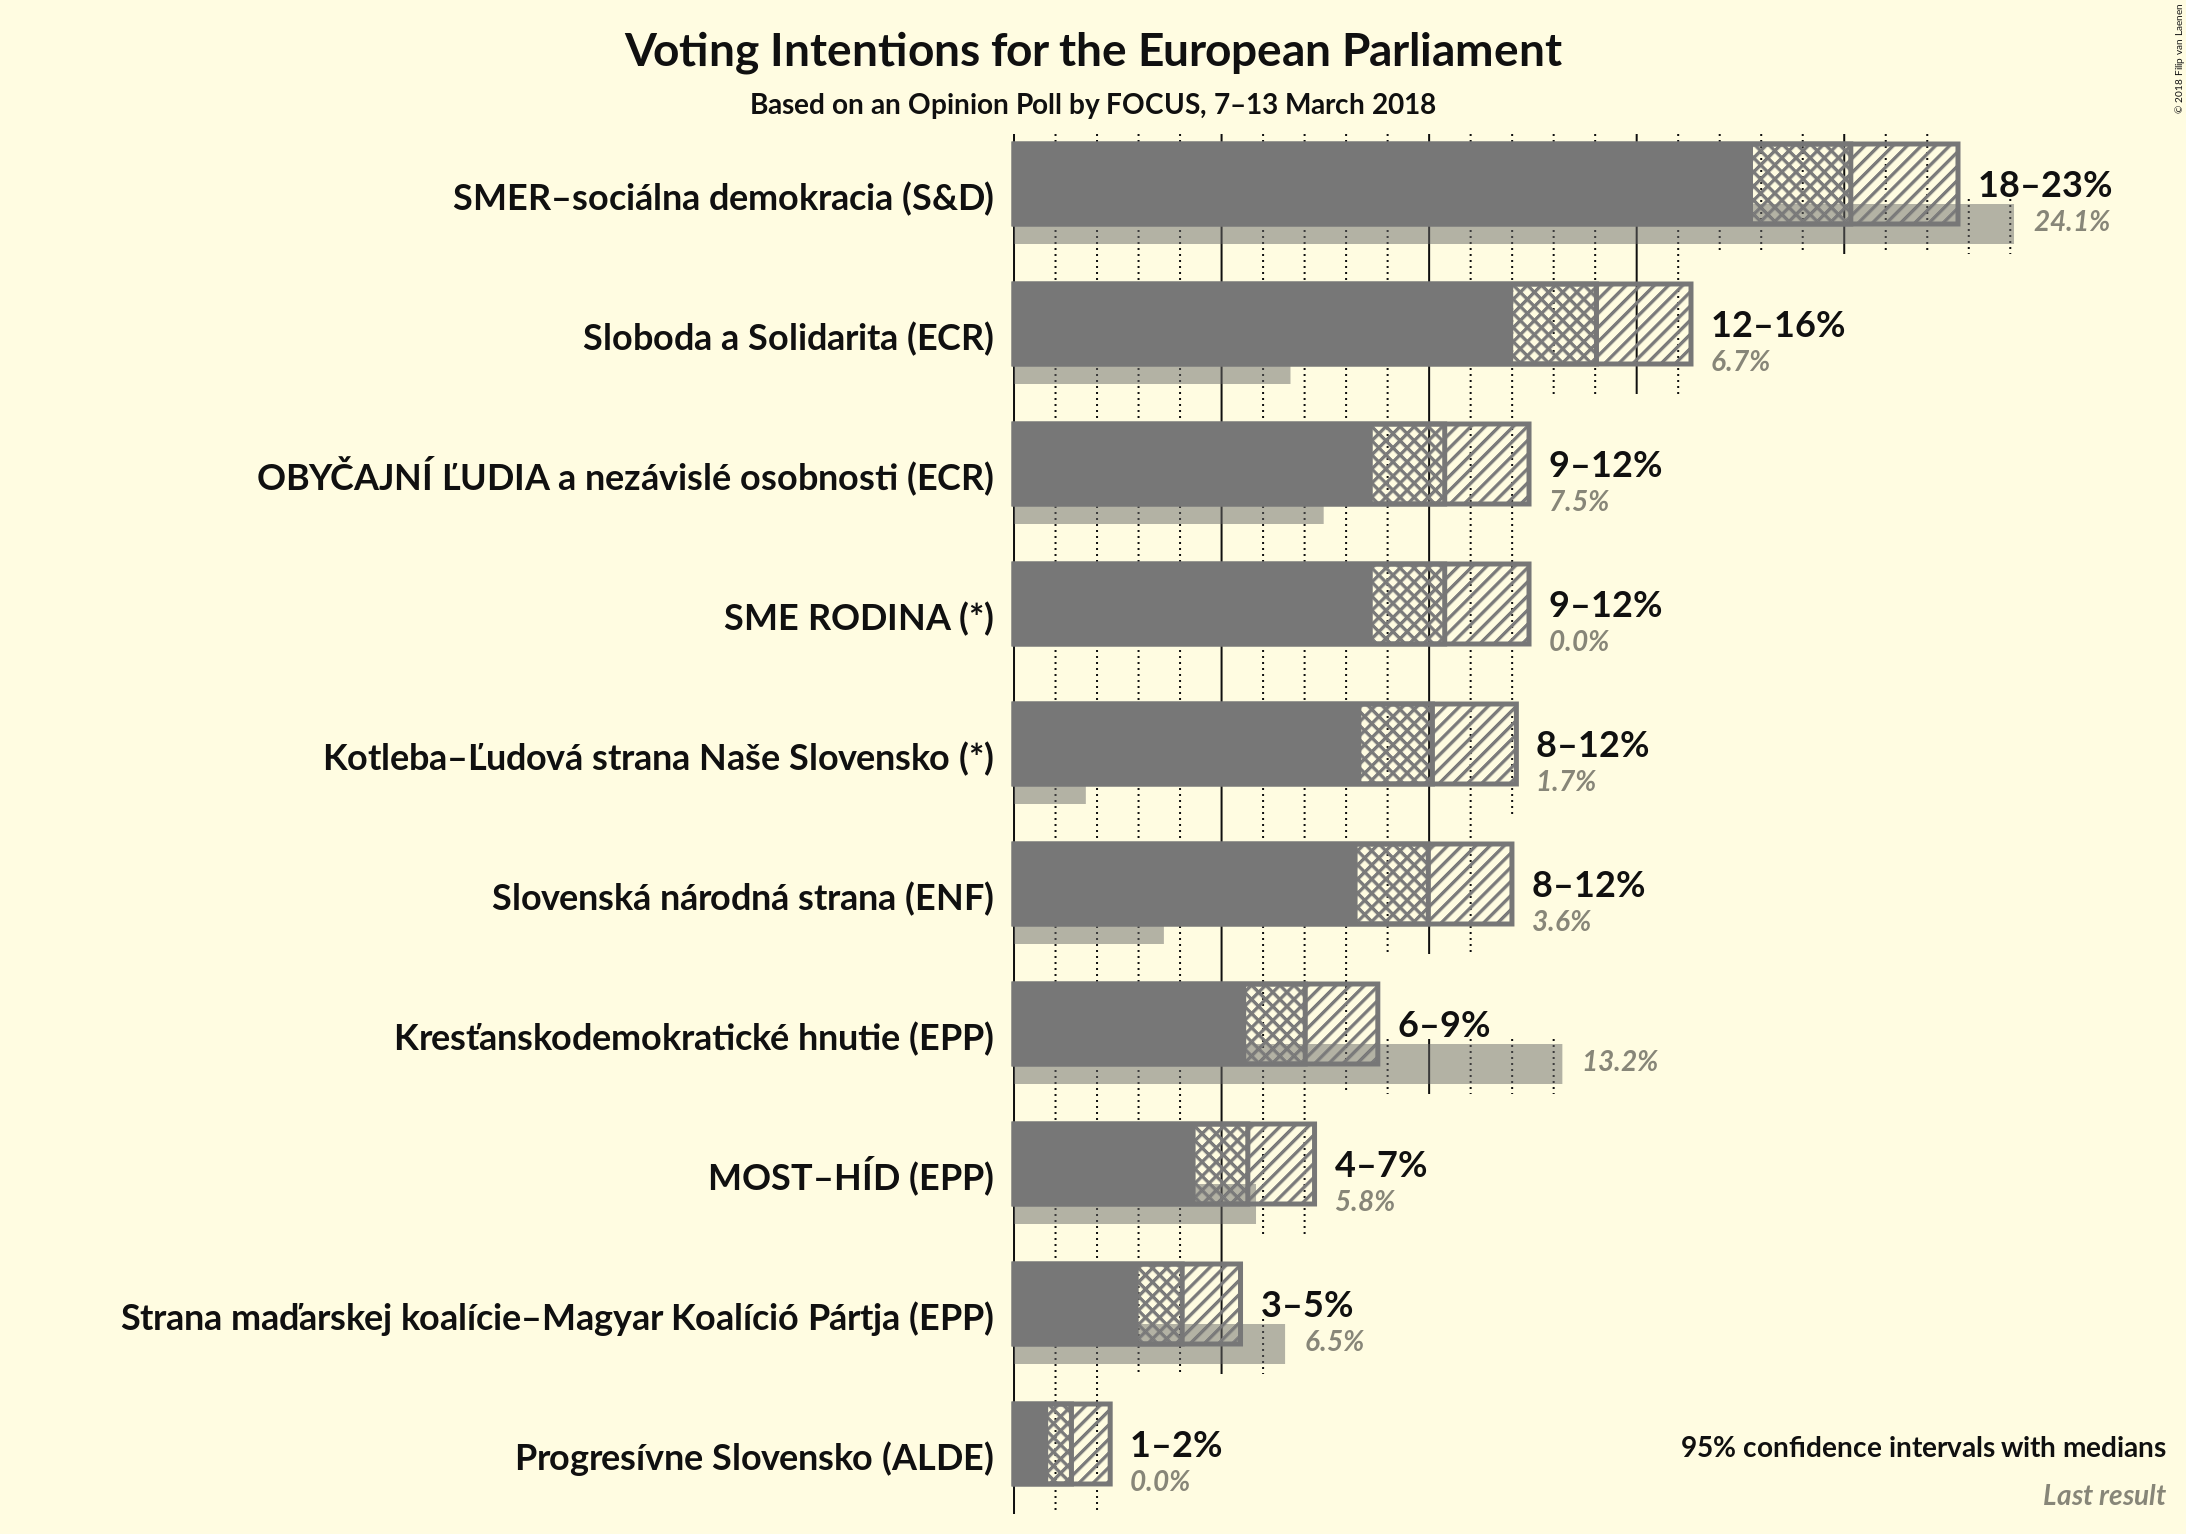 Voting Intentions for the European Parliament
Based on an Opinion Poll by FOCUS, 7–13 March 2018
© 2018 Filip van Laenen
SMER–sociálna demokracia (S&D)
18–23%
24.1%
Sloboda a Solidarita (ECR)
12–16%
6.7%
OBYČAJNÍ ĽUDIA a nezávislé osobnosti (ECR)
9–12%
7.5%
SME RODINA (*)
9–12%
0.0%
Kotleba–Ľudová strana Naše Slovensko (*)
8–12%
1.7%
Slovenská národná strana (ENF)
8–12%
3.6%
Kresťanskodemokratické hnutie (EPP)
6–9%
13.2%
MOST–HÍD (EPP)
4–7%
5.8%
Strana maďarskej koalície–Magyar Koalíció Pártja (EPP)
3–5%
6.5%
Progresívne Slovensko (ALDE)
1–2%
0.0%
95% confidence intervals with medians
Last result